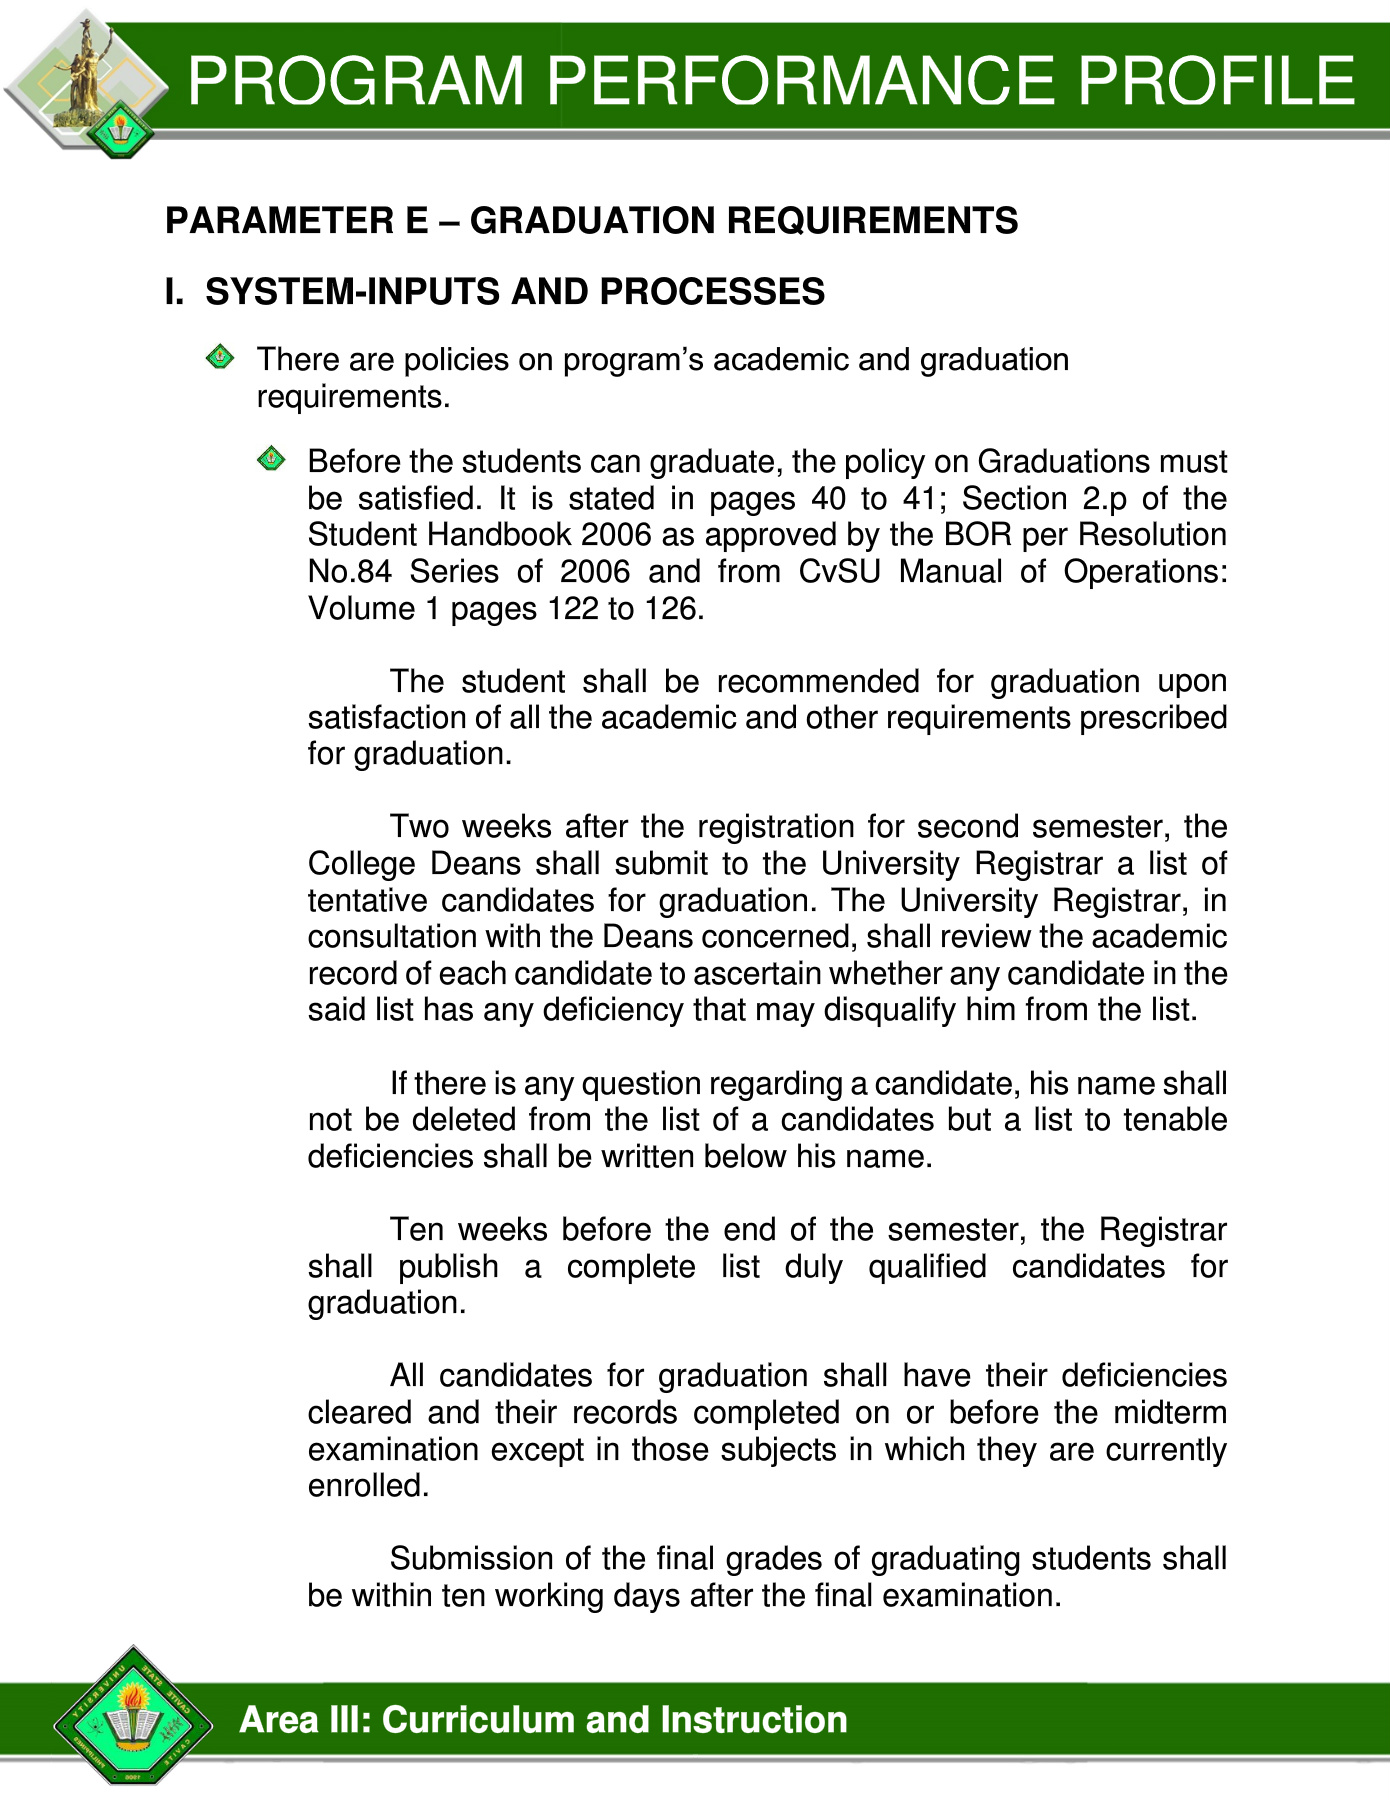 PROGRAM PERFORMANCE PROFILE
PARAMETER E – GRADUATION REQUIREMENTS
I. SYSTEM-INPUTS AND PROCESSES
There are policies on program’s academic and graduation
requirements.
Before the students can graduate, the policy on Graduations must
be satisfied. It is stated in pages 40 to 41; Section 2.p of the
Student Handbook 2006 as approved by the BOR per Resolution
No.84 Series of 2006 and from CvSU Manual of Operations:
Volume 1 pages 122 to 126.
The student shall be recommended for graduation upon
satisfaction of all the academic and other requirements prescribed
for graduation.
Two weeks after the registration for second semester, the
College Deans shall submit to the University Registrar a list of
tentative candidates for graduation. The University Registrar, in
consultation with the Deans concerned, shall review the academic
record of each candidate to ascertain whether any candidate in the
said list has any deficiency that may disqualify him from the list.
If there is any question regarding a candidate, his name shall
not be deleted from the list of a candidates but a list to tenable
deficiencies shall be written below his name.
Ten weeks before the end of the semester, the Registrar
shall publish a complete list duly qualified candidates for
graduation.
All candidates for graduation shall have their deficiencies
cleared and their records completed on or before the midterm
examination except in those subjects in which they are currently
enrolled.
Submission of the final grades of graduating students shall
be within ten working days after the final examination.
CAVITE STATE UNIVERSITY
CAVITE PHILIPPINES
Area III: Curriculum and Instruction